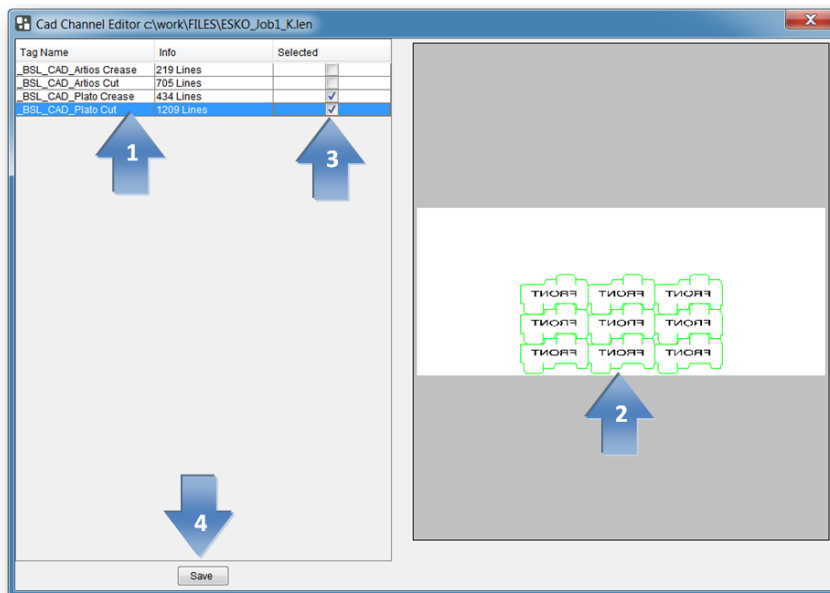 Cad Channel Editor c:\work\FILES\ESKO_Job1_K.len
X
Tag Name Info Selected
_BSL_CAD_Artios Crease 219 Lines
_BSL_CAD_Artios Cut 705 Lines
_BSL_CAD_Plato Crease 434 Lines
_BSL_CAD_Plato Cut 1209 Lines
1
3
FRONT FRONT FRONT
FRONT FRONT FRONT
FRONT FRONT FRONT
2
4
Save